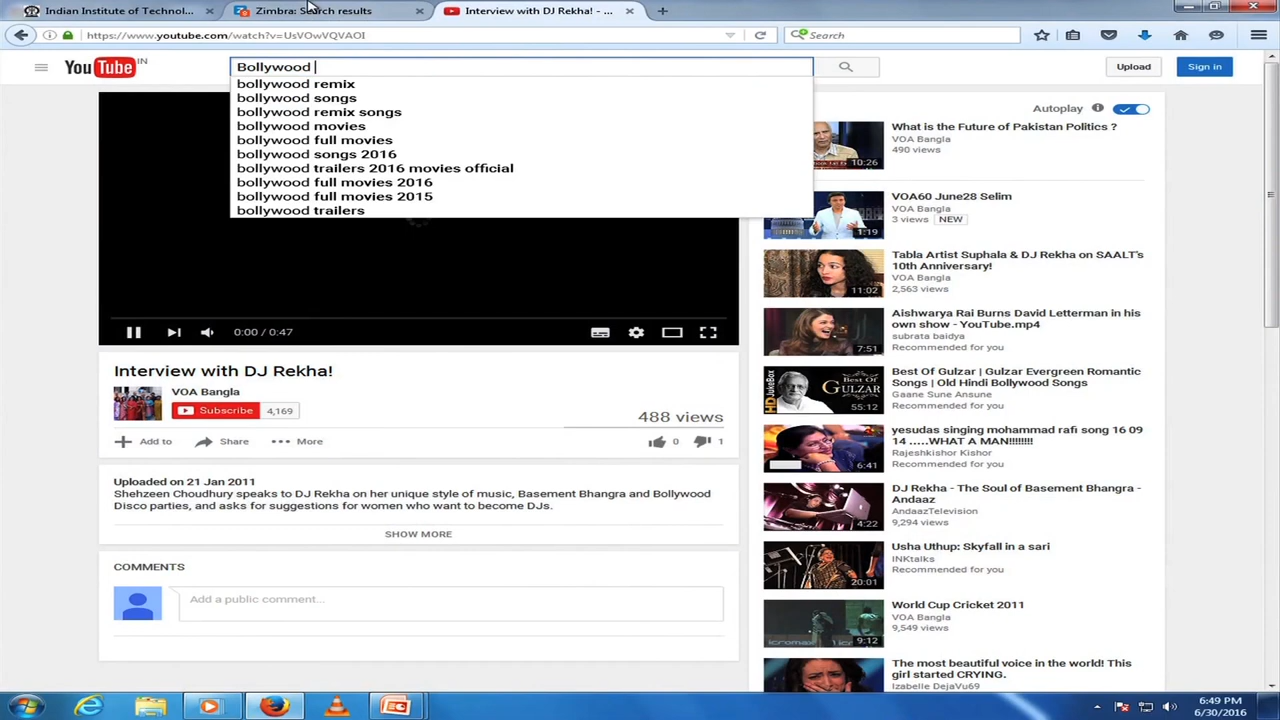 Indian Institute of Technol...
Zimbra: Search results
Interview with DJ Rekha! - ...
https://www.youtube.com/watch?v=UsVOwVQVAOI
Search
YouTube IN
Bollywood
Upload
Sign in
bollywood remix
bollywood songs
bollywood remix songs
bollywood movies
bollywood full movies
bollywood songs 2016
bollywood trailers 2016 movies official
bollywood full movies 2016
bollywood full movies 2015
bollywood trailers
0:00 / 0:47
Interview with DJ Rekha!
VOA Bangla
Subscribe 4,169
488 views
Add to Share More
0 1
Uploaded on 21 Jan 2011
Shehzeen Choudhury speaks to DJ Rekha on her unique style of music, Basement Bhangra and Bollywood
Disco parties, and asks for suggestions for women who want to become DJs.
SHOW MORE
COMMENTS
Add a public comment...
Autoplay
What is the Future of Pakistan Politics ?
VOA Bangla
490 views
10:26
VOA60 June28 Selim
VOA Bangla
3 views NEW
1:19
Tabla Artist Suphala & DJ Rekha on SAALT's
10th Anniversary!
VOA Bangla
2,563 views
11:02
Aishwarya Rai Burns David Letterman in his
own show - YouTube.mp4
subrata baidya
Recommended for you
7:51
Best Of Gulzar | Gulzar Evergreen Romantic
Songs | Old Hindi Bollywood Songs
Gaane Sune Ansune
Recommended for you
HD JUKEBOX
BEST OF
GULZAR
55:12
yesudas singing mohammad rafi song 16 09
14 .....WHAT A MAN!!!!!!!!
Rajeshkishor Kishor
Recommended for you
6:41
DJ Rekha - The Soul of Basement Bhangra -
Andaaz
AndaazTelevision
9,294 views
4:22
Usha Uthup: Skyfall in a sari
INKtalks
Recommended for you
20:01
World Cup Cricket 2011
VOA Bangla
9,549 views
9:12
The most beautiful voice in the world! This
girl started CRYING.
Izabelle DejaVu69
6:49 PM
6/30/2016